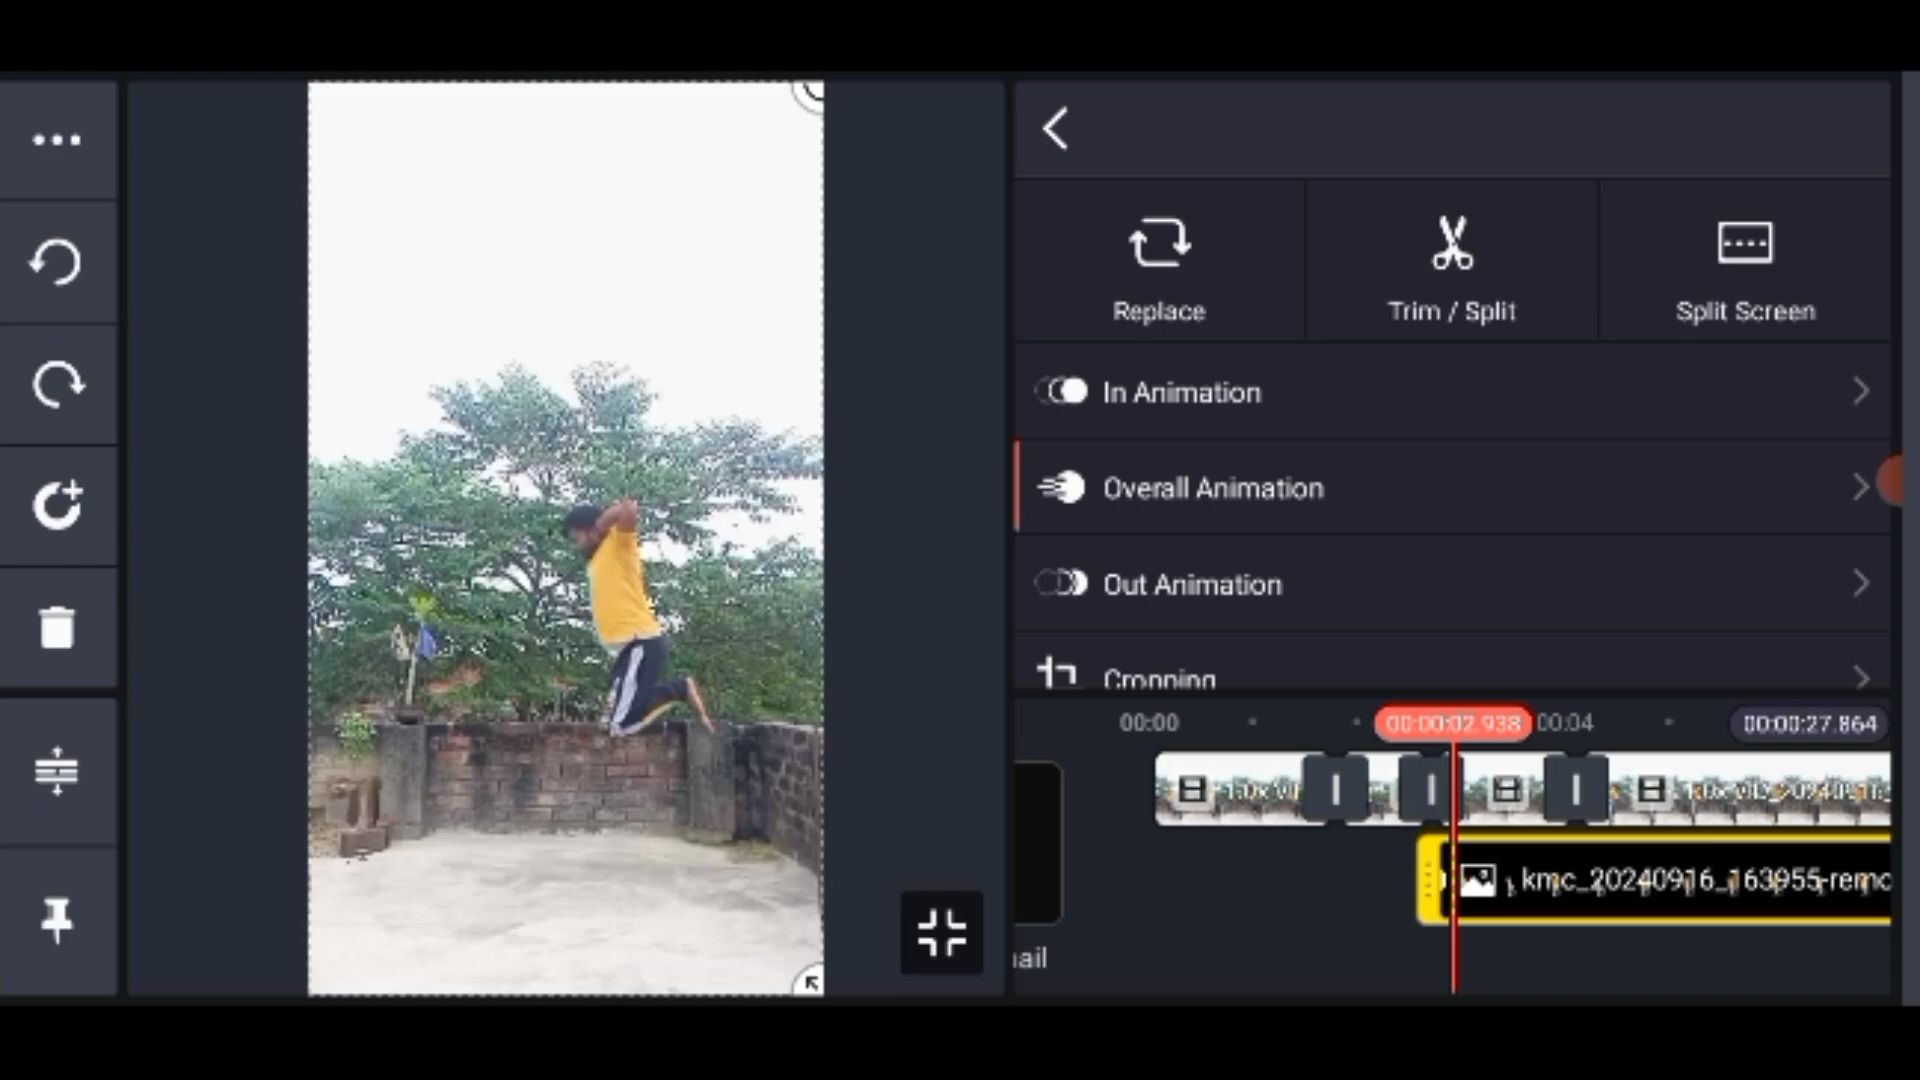 Replace
Trim / Split
Split Screen
In Animation
Overall Animation
Out Animation
Cropping
00:00
00:00:02.938
00:04
00:00:27.864
kmc_20240916_163955-remo
ail